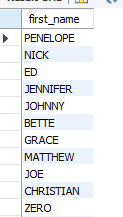 first_name
PENELOPE
NICK
ED
JENNIFER
JOHNNY
BETTE
GRACE
MATTHEW
JOE
CHRISTIAN
ZERO